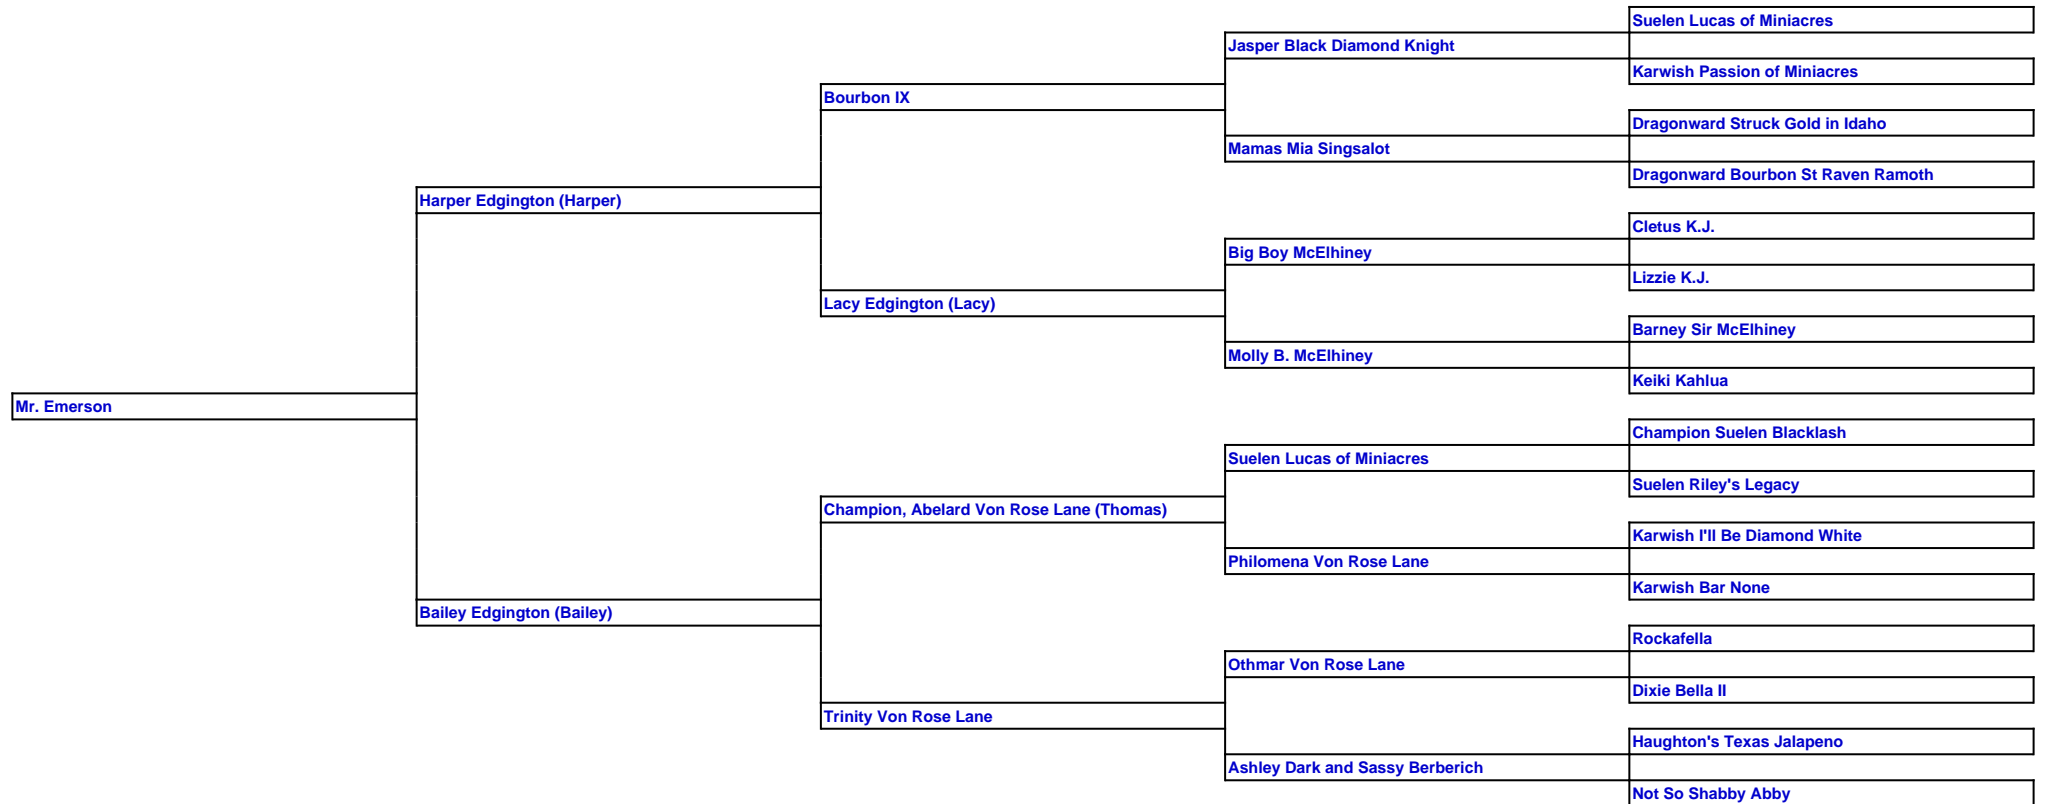 Suelen Lucas of Miniacres
Jasper Black Diamond Knight
Karwish Passion of Miniacres
Bourbon IX
Dragonward Struck Gold in Idaho
Mamas Mia Singsalot
Dragonward Bourbon St Raven Ramoth
Harper Edgington (Harper)
Cletus K.J.
Big Boy McElhiney
Lizzie K.J.
Lacy Edgington (Lacy)
Barney Sir McElhiney
Molly B. McElhiney
Keiki Kahlua
Mr. Emerson
Champion Suelen Blacklash
Suelen Lucas of Miniacres
Suelen Riley's Legacy
Champion, Abelard Von Rose Lane (Thomas)
Karwish I'll Be Diamond White
Philomena Von Rose Lane
Karwish Bar None
Bailey Edgington (Bailey)
Rockafella
Othmar Von Rose Lane
Dixie Bella II
Trinity Von Rose Lane
Haughton's Texas Jalapeno
Ashley Dark and Sassy Berberich
Not So Shabby Abby